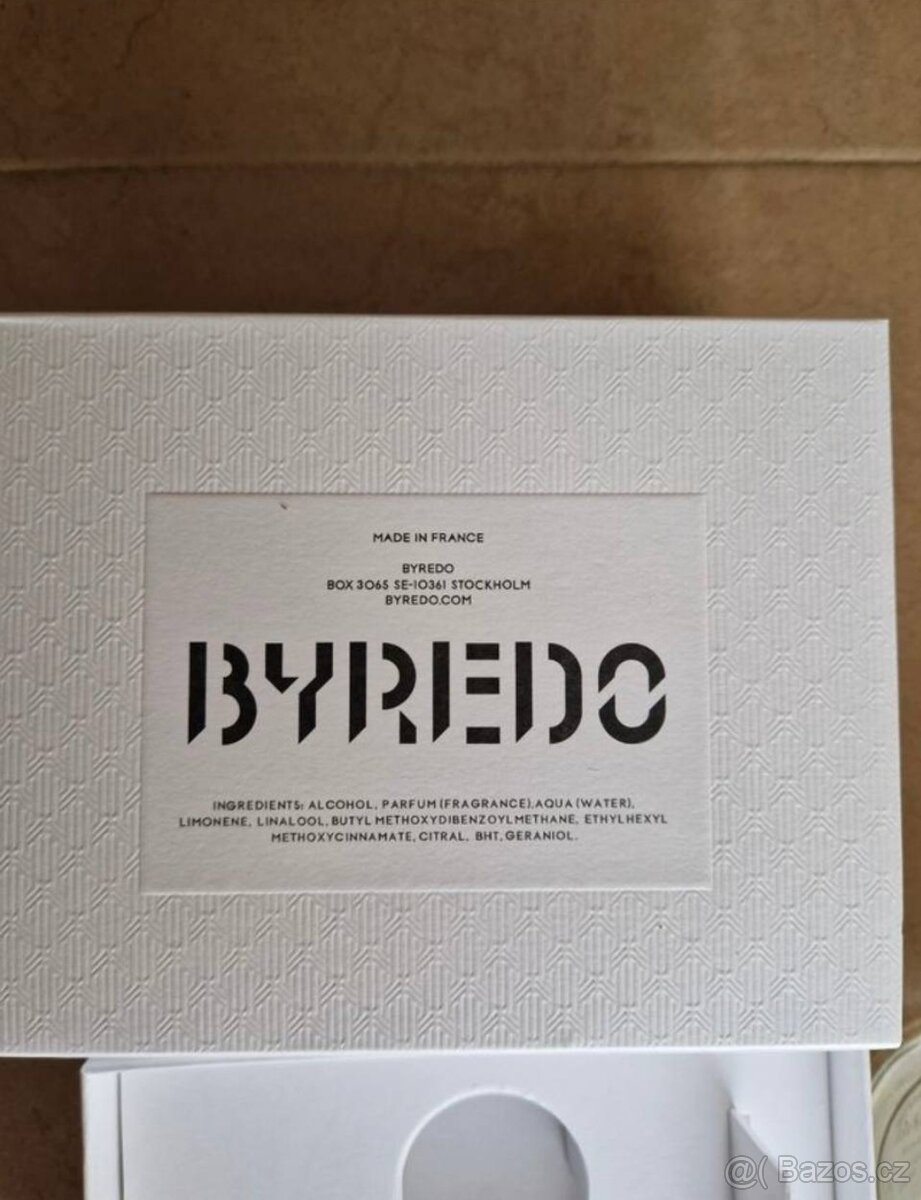 MADE IN FRANCE
BYREDO
BOX 3065 SE-10361 STOCKHOLM
BYREDO.COM
BYREDO
INGREDIENTS: ALCOHOL, PARFUM (FRAGRANCE),AQUA (WATER),
LIMONENE, LINALOOL, BUTYL METHOXYDIBENZOYLMETHANE, ETHYLHEXYL
METHOXYCINNAMATE, CITRAL, BHT, GERANIOL.
@( Bazos.cz